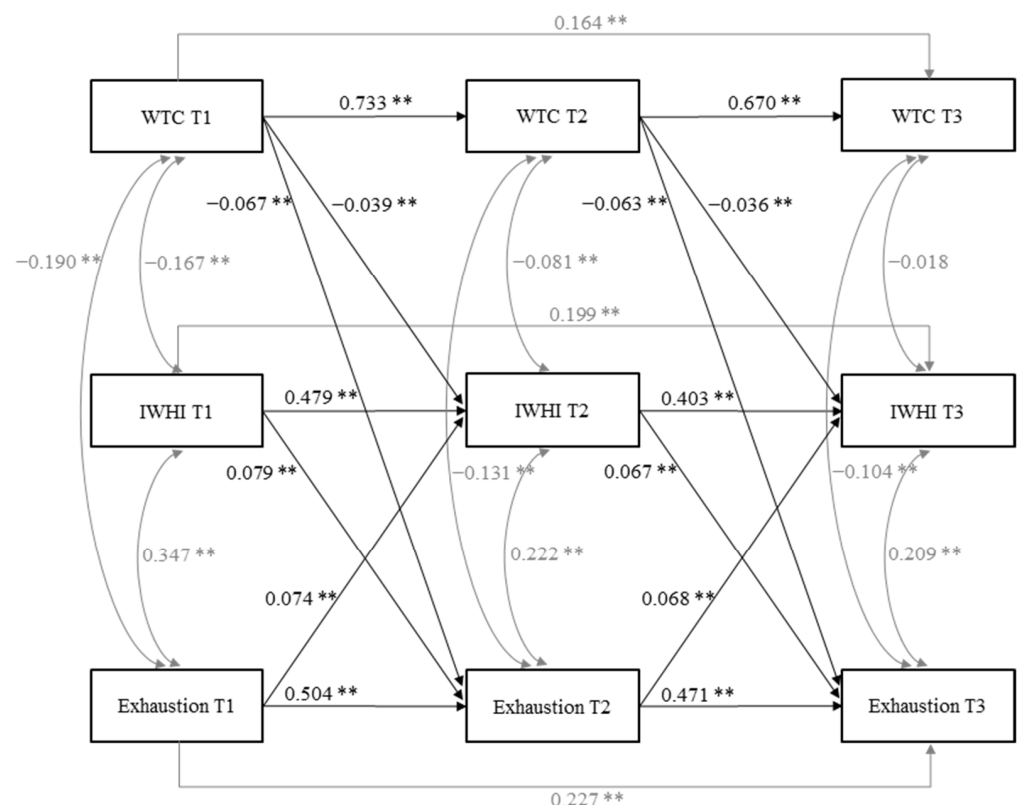 0.164 **
WTC T1
0.733 **
WTC T2
0.670 **
WTC T3
−0.067 **
−0.039 **
−0.063 **
−0.036 **
−0.190 **
−0.167 **
−0.081 **
−0.018
0.199 **
IWHI T1
0.479 **
IWHI T2
0.403 **
IWHI T3
0.079 **
−0.131 **
0.067 **
−0.104 **
0.347 **
0.222 **
0.209 **
0.074 **
0.068 **
Exhaustion T1
0.504 **
Exhaustion T2
0.471 **
Exhaustion T3
0.227 **